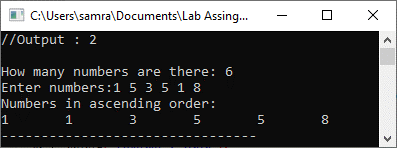 C:\Users\samra\Documents\Lab Assing...
//Output : 2
How many numbers are there: 6
Enter numbers:1 5 3 5 1 8
Numbers in ascending order:
1       1       3       5       5       8
--------------------------------